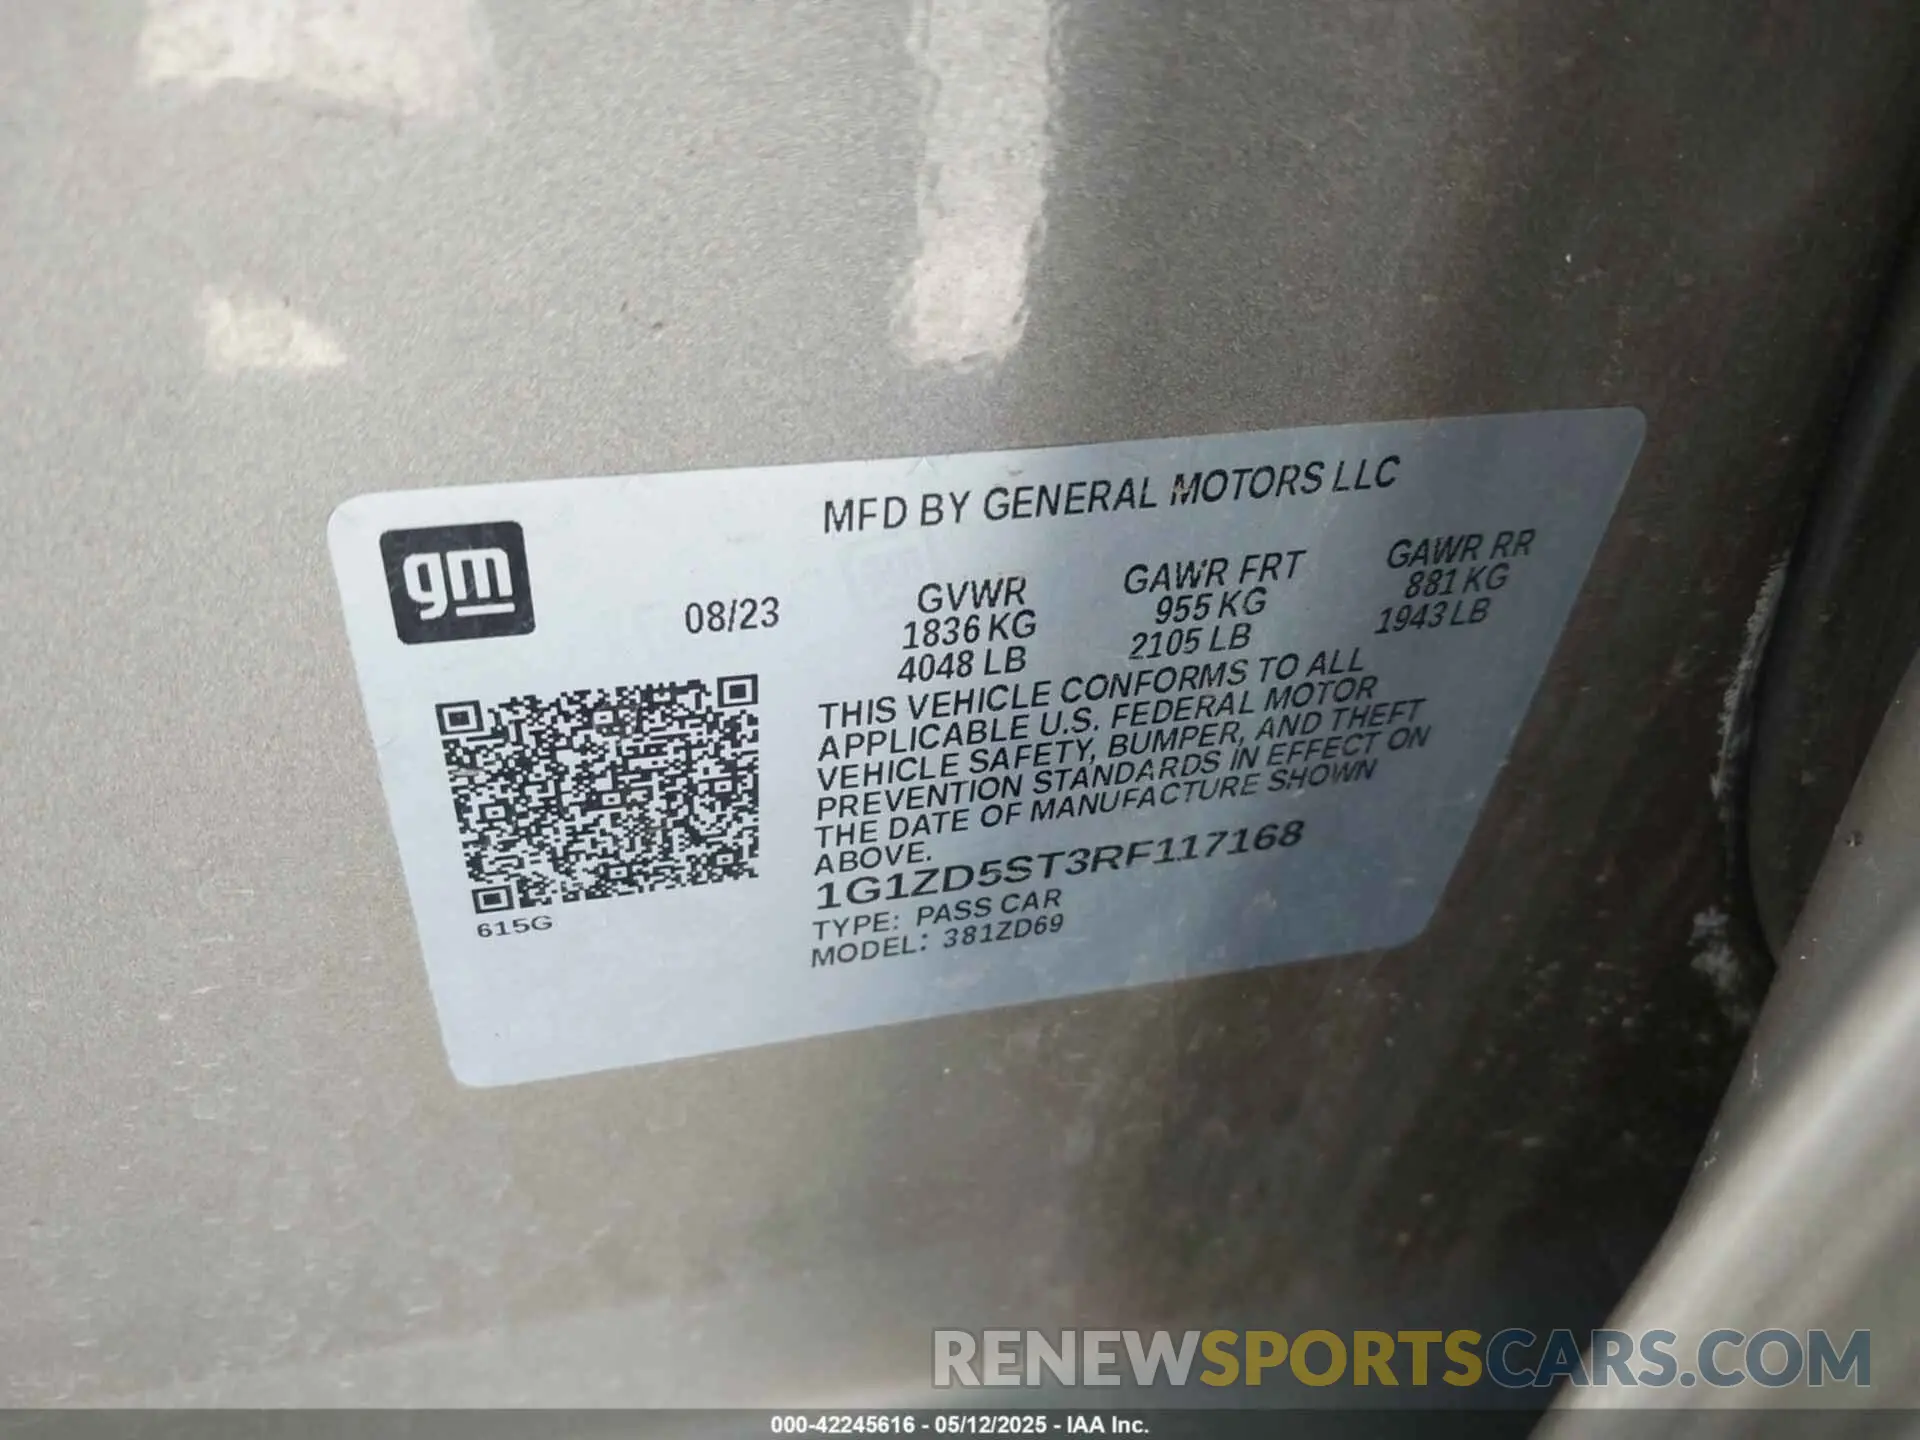 MFD BY GENERAL MOTORS LLC
gm
08/23
GVWR
1836 KG
4048 LB
GAWR FRT
955 KG
2105 LB
GAWR RR
881 KG
1943 LB
THIS VEHICLE CONFORMS TO ALL
APPLICABLE U.S. FEDERAL MOTOR
VEHICLE SAFETY, BUMPER, AND THEFT
PREVENTION STANDARDS IN EFFECT ON
THE DATE OF MANUFACTURE SHOWN
ABOVE.
1G1ZD5ST3RF117168
TYPE: PASS CAR
MODEL: 381ZD69
615G
RENEWSPORTSCARS.COM
000-42245616 - 05/12/2025 - IAA Inc.